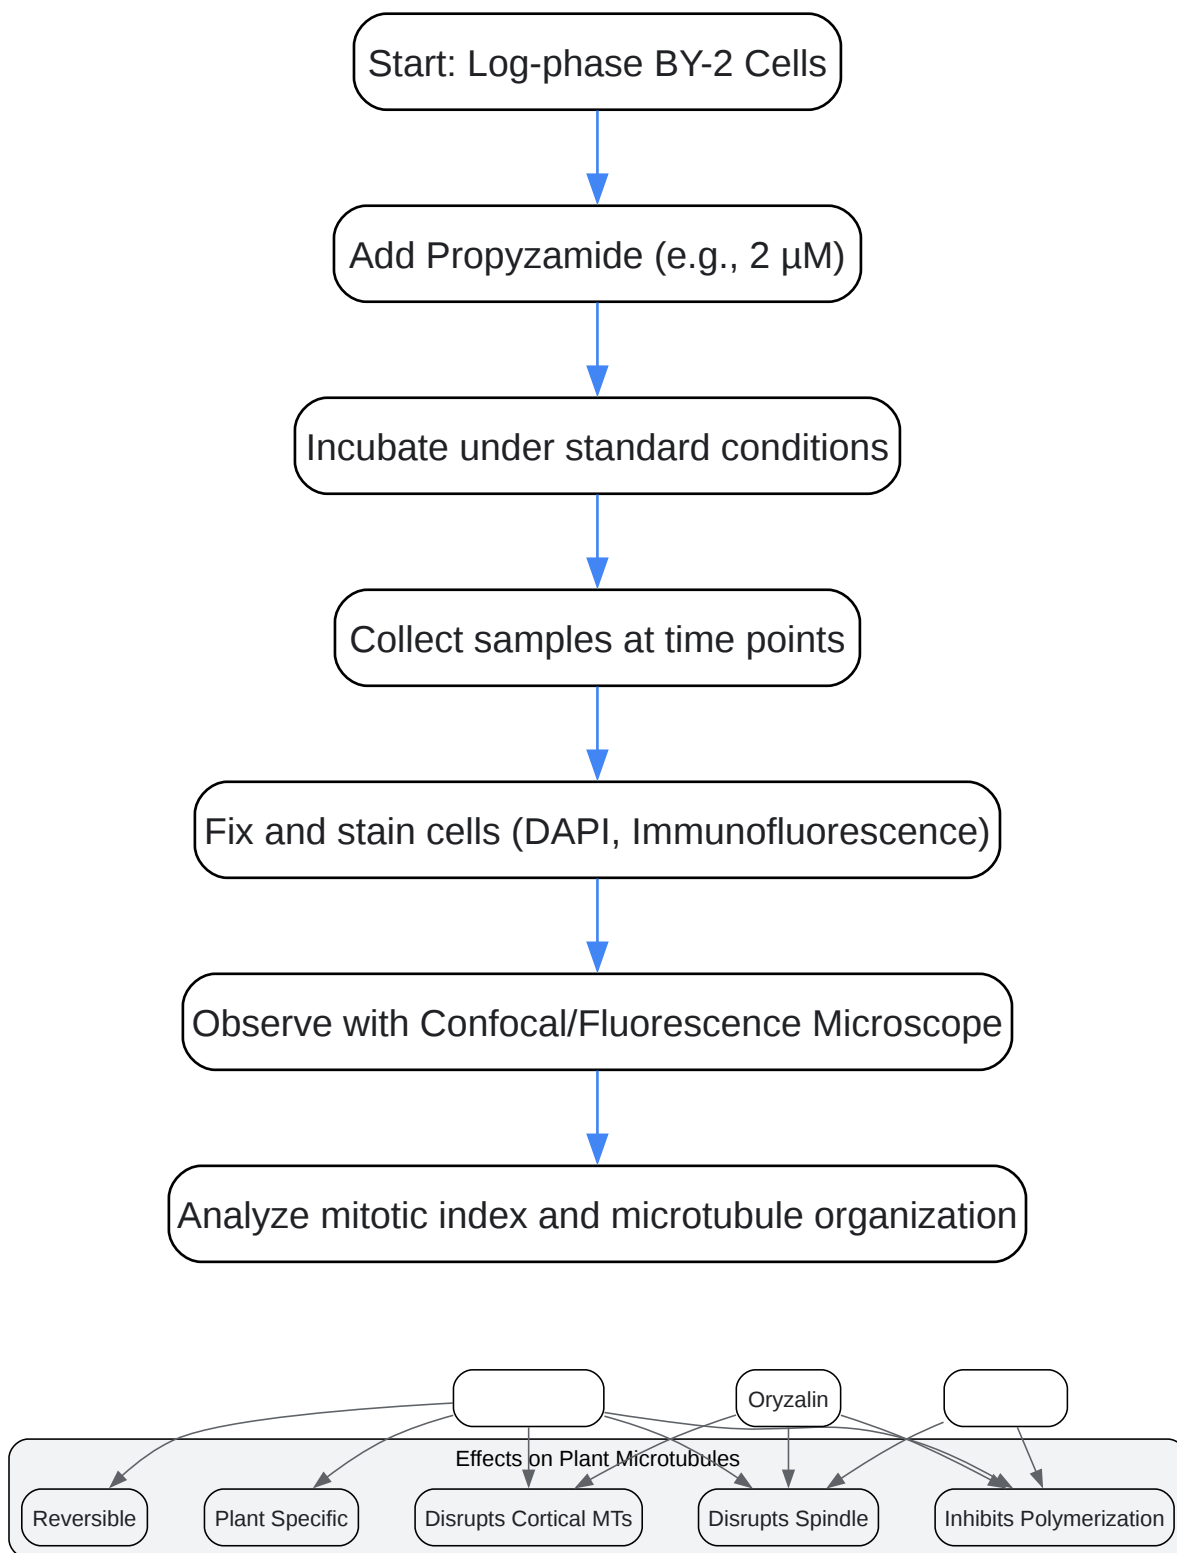 Start: Log-phase BY-2 Cells
Add Propyzamide (e.g., 2 µM)
Incubate under standard conditions
Collect samples at time points
Fix and stain cells (DAPI, Immunofluorescence)
Observe with Confocal/Fluorescence Microscope
Analyze mitotic index and microtubule organization
Oryzalin
Effects on Plant Microtubules
Reversible
Plant Specific
Disrupts Cortical MTs
Disrupts Spindle
Inhibits Polymerization